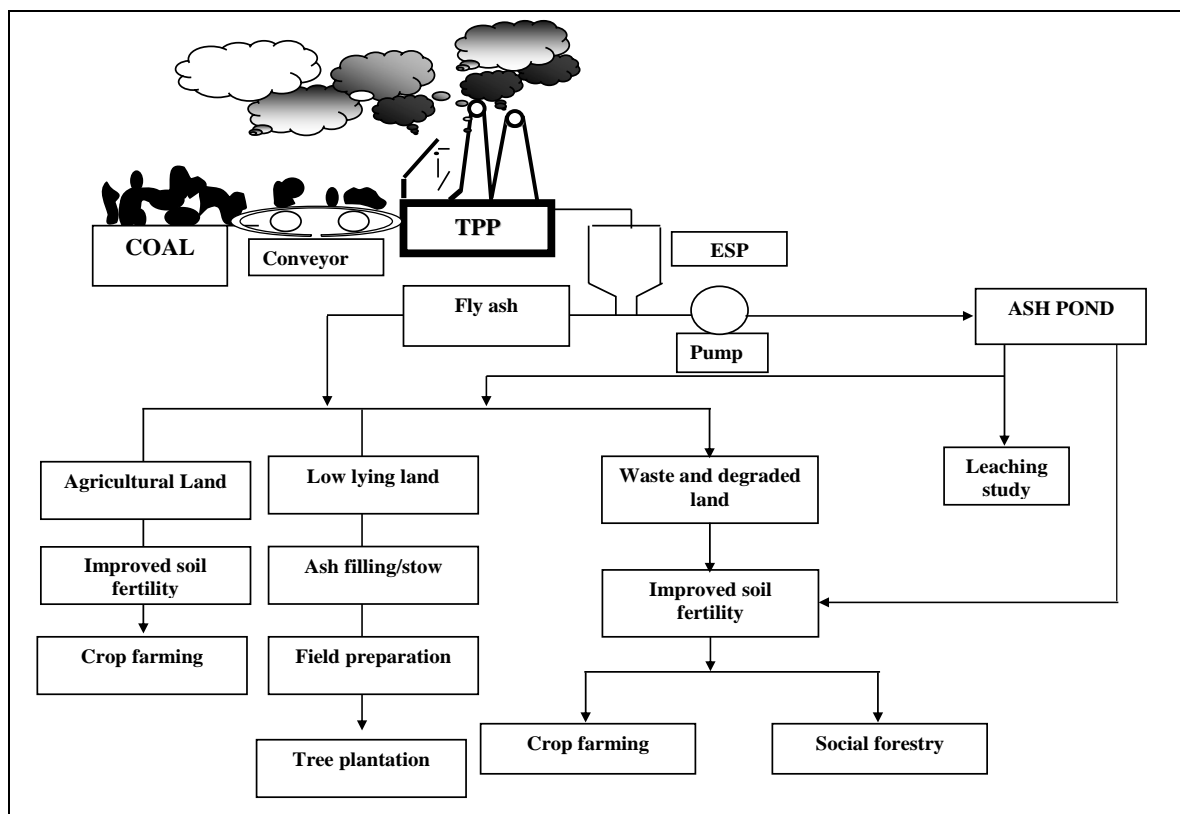 COAL
Conveyor
TPP
ESP
Fly ash
Pump
ASH POND
Agricultural Land
Low lying land
Waste and degraded
land
Leaching
study
Improved soil
fertility
Ash filling/stow
Improved soil
fertility
Crop farming
Field preparation
Tree plantation
Crop farming
Social forestry